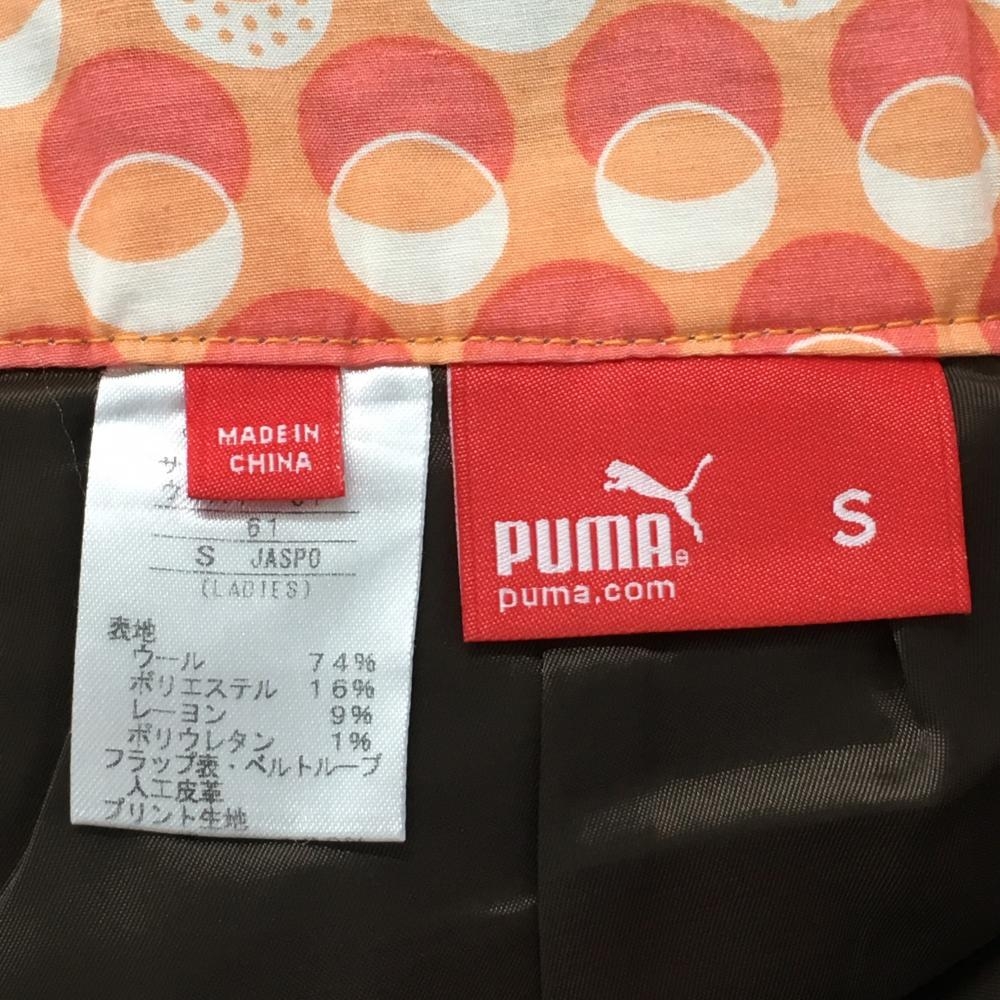 MADE IN
CHINA
サ
61
S JASPO
(LADIES)
表地
ウール 74%
ポリエステル 16%
レーヨン 9%
ポリウレタン 1%
フラップ表・ベルトループ
人工皮革
プリント生地
PUMA®
puma.com
S